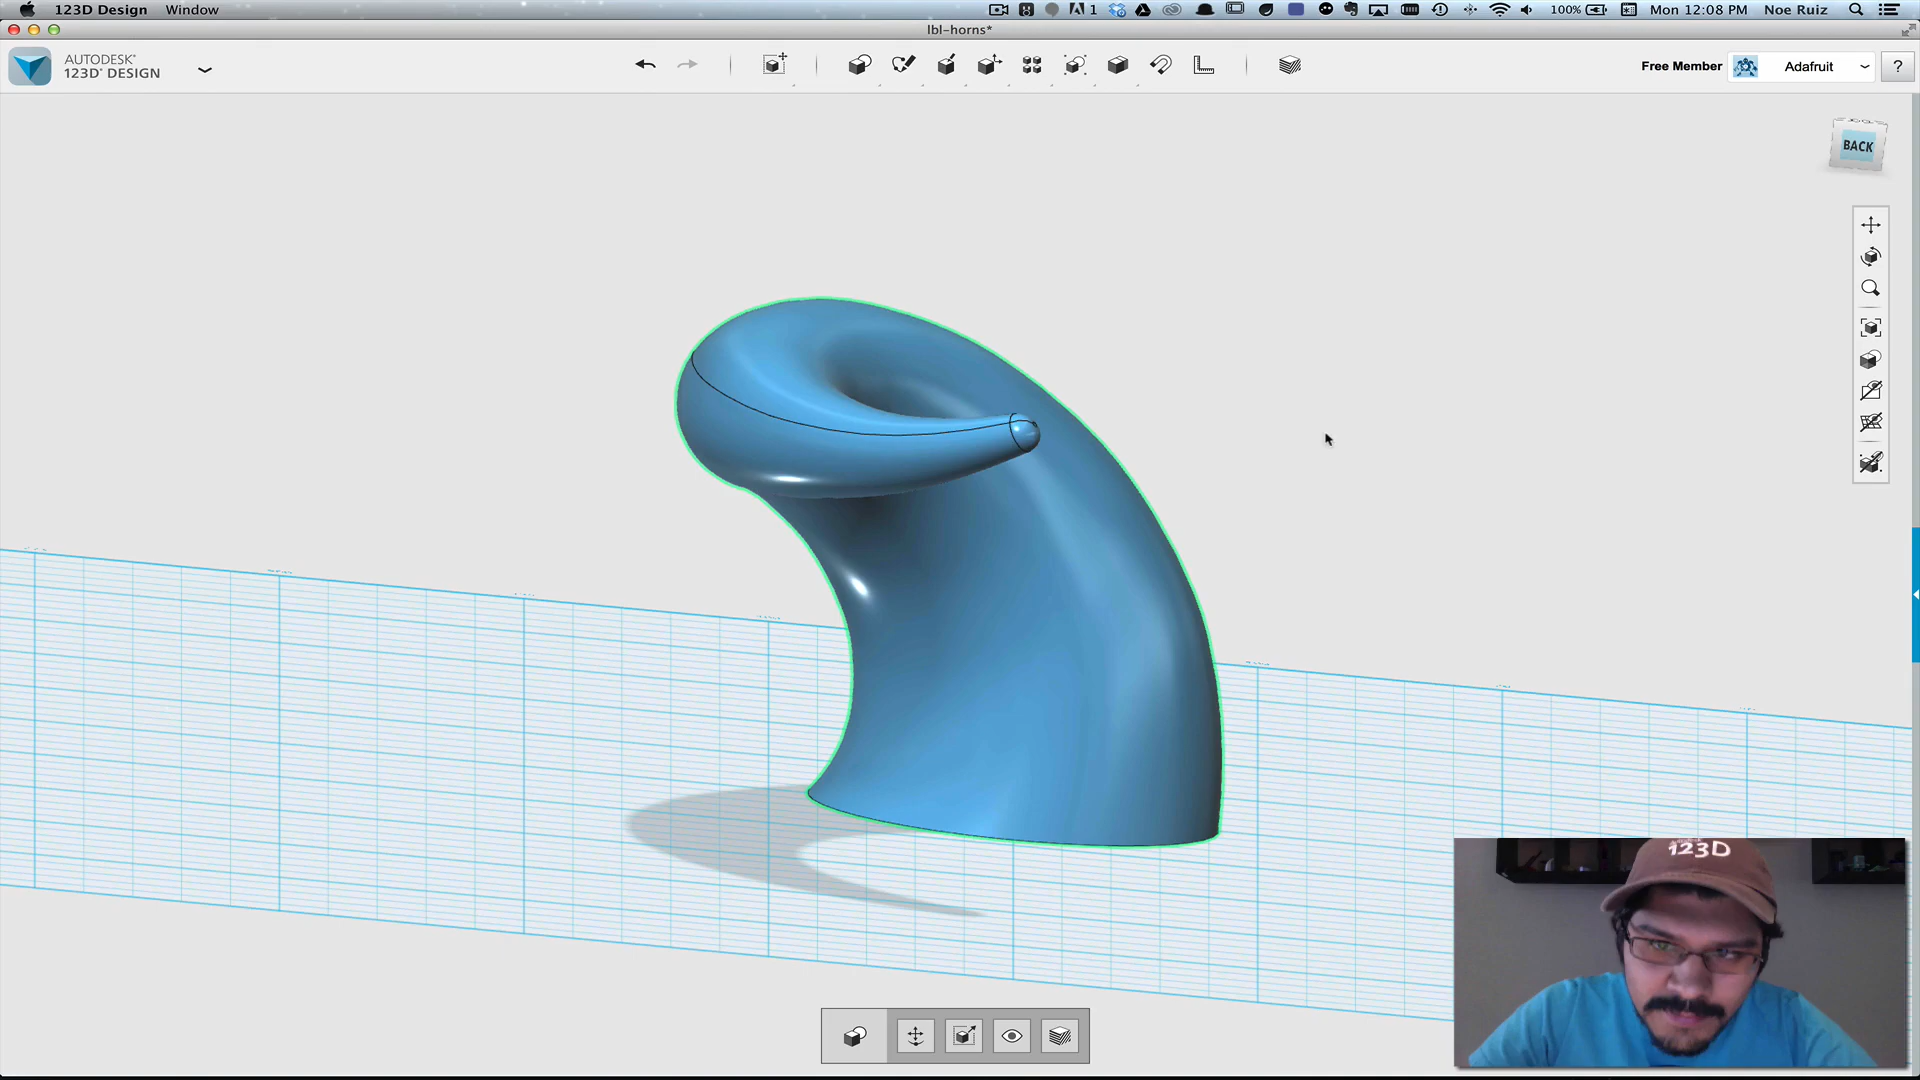 123D Design Window
1 100% Mon 12:08 PM Noe Ruiz
lbl-horns*
AUTODESK®
123D® DESIGN
Free Member Adafruit ?
BACK
123D